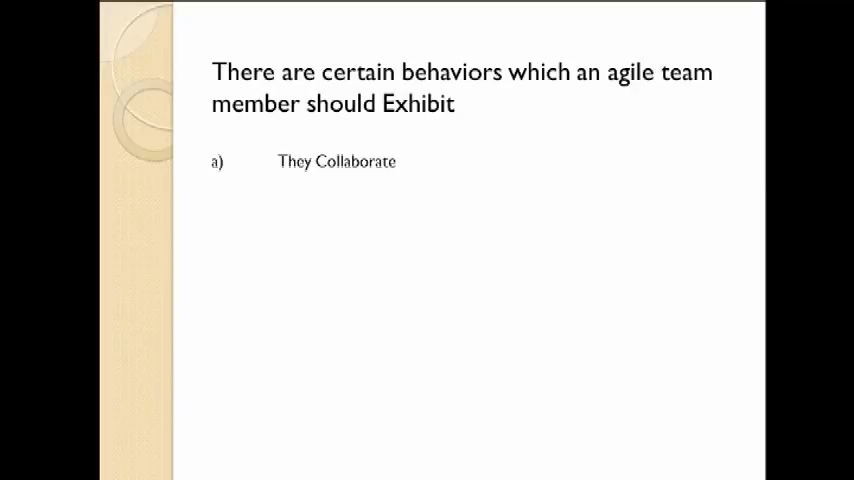 There are certain behaviors which an agile team
member should Exhibit
a) They Collaborate